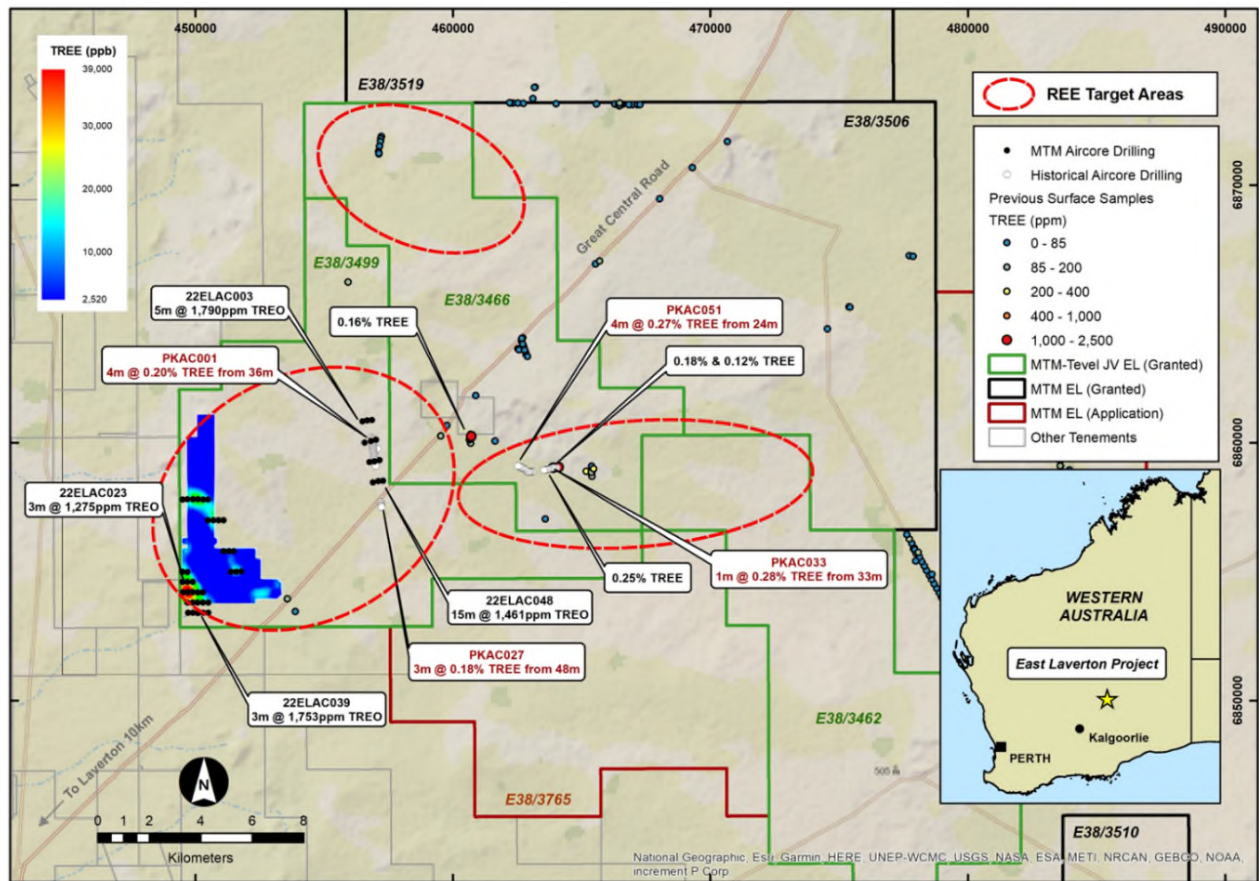 450000
460000
470000
480000
490000
TREE (ppb)
39,000
30,000
20,000
10,000
2,520
E38/3519
E38/3506
REE Target Areas
MTM Aircore Drilling
Historical Aircore Drilling
Previous Surface Samples
TREE (ppm)
0 - 85
85 - 200
200 - 400
400 - 1,000
1,000 - 2,500
MTM-Tevel JV EL (Granted)
MTM EL (Granted)
MTM EL (Application)
Other Tenements
6870000
6860000
6850000
Great Central Road
E38/3499
E38/3466
22ELAC003
5m @ 1,790ppm TREO
0.16% TREE
PKAC051
4m @ 0.27% TREE from 24m
PKAC001
4m @ 0.20% TREE from 36m
0.18% & 0.12% TREE
22ELAC023
3m @ 1,275ppm TREO
PKAC033
1m @ 0.28% TREE from 33m
0.25% TREE
22ELAC048
15m @ 1,461ppm TREO
PKAC027
3m @ 0.18% TREE from 48m
22ELAC039
3m @ 1,753ppm TREO
To Laverton 10km
E38/3462
E38/3765
E38/3510
505 m
N
0 1 2 4 6 8
Kilometers
WESTERN
AUSTRALIA
East Laverton Project
Kalgoorlie
PERTH
National Geographic, Esri, Garmin, HERE, UNEP-WCMC, USGS, NASA, ESA, METI, NRCAN, GEBCO, NOAA,
increment P Corp